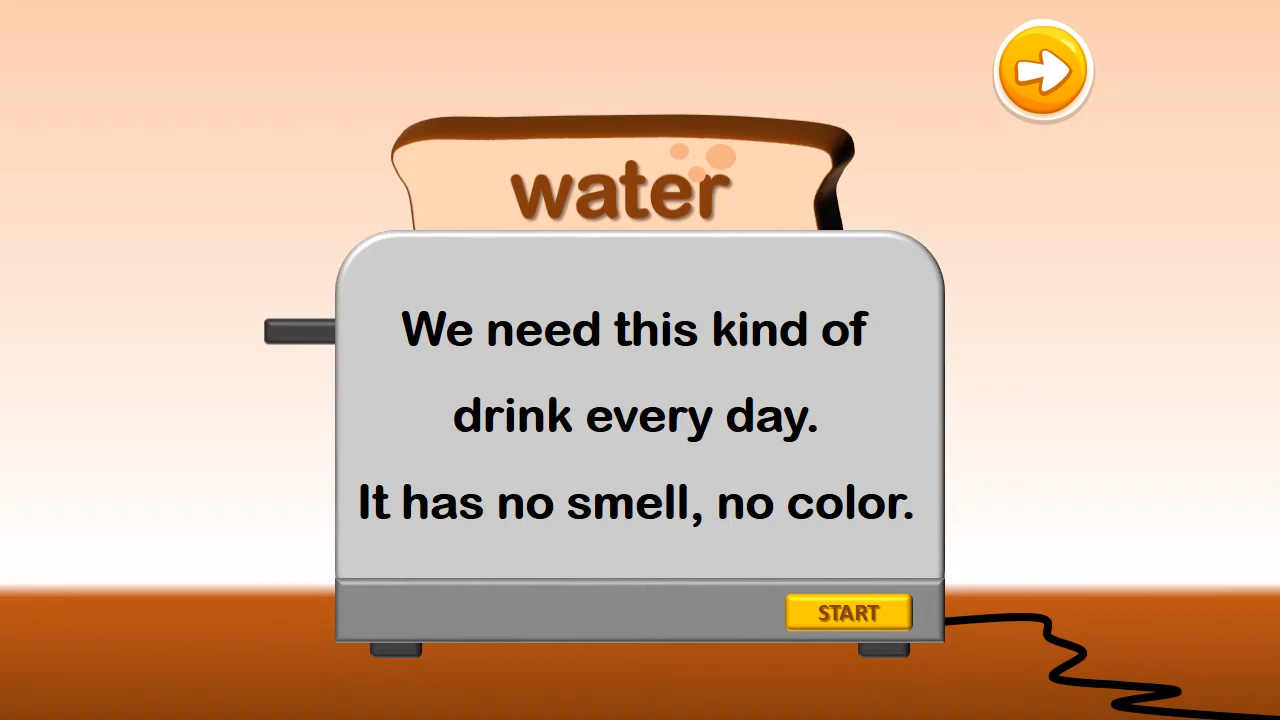 water
We need this kind of
drink every day.
It has no smell, no color.
START